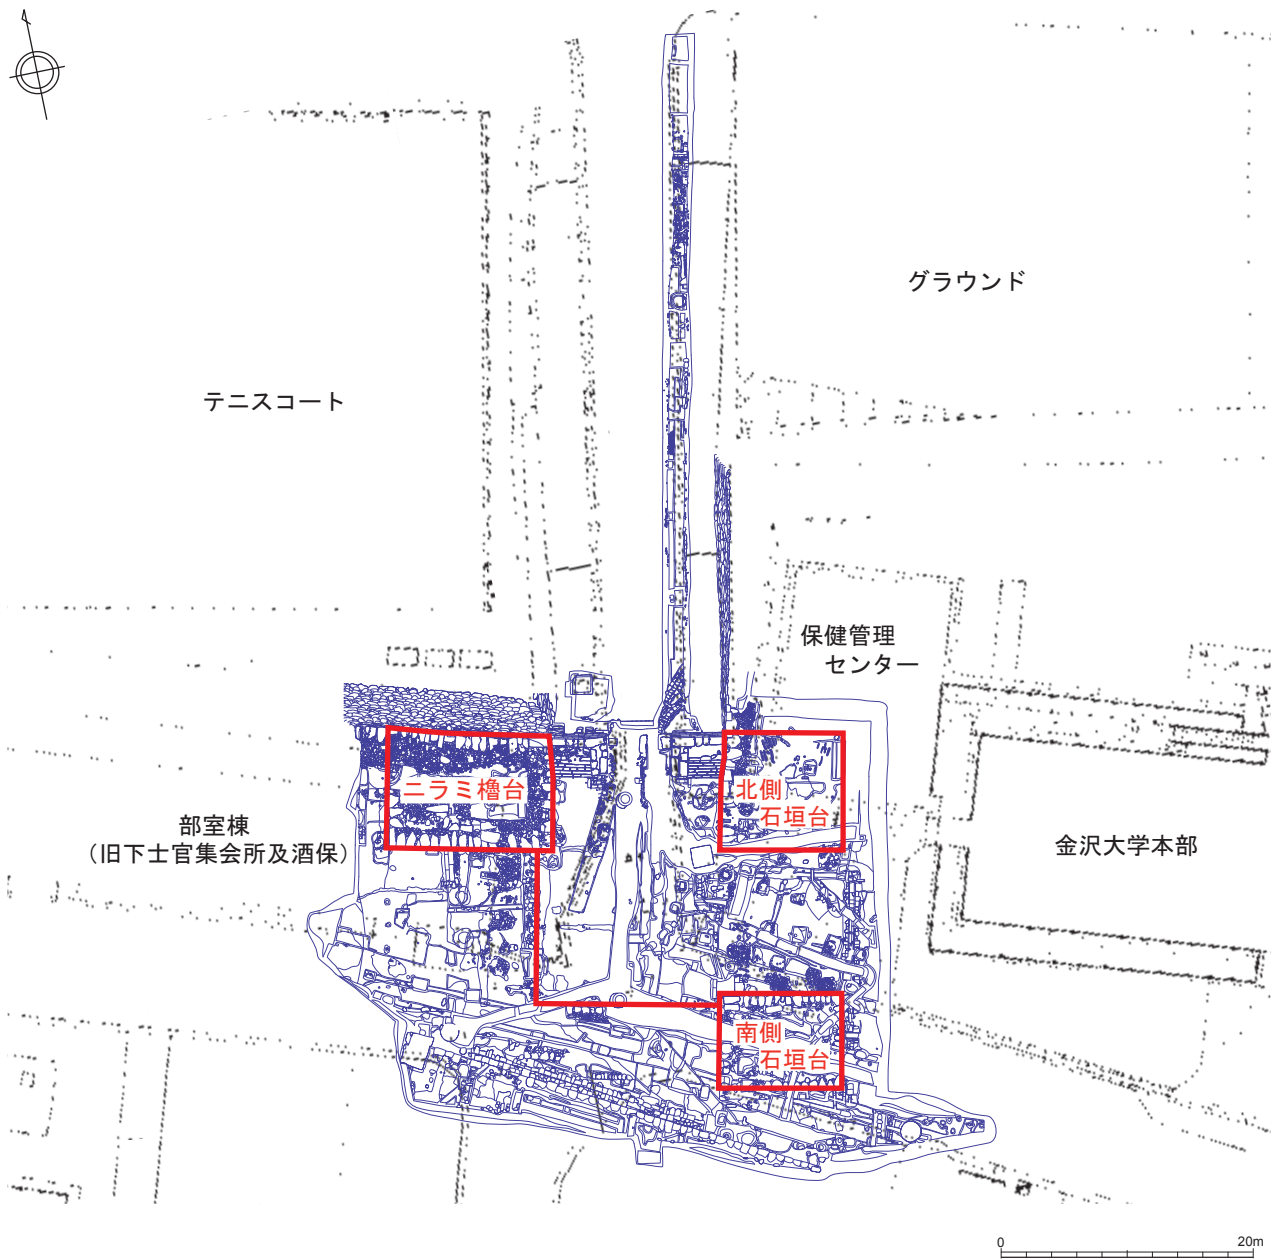 グラウンド
テニスコート
保健管理
センター
ニラミ櫓台
北側
石垣台
部室棟
（旧下士官集会所及酒保）
金沢大学本部
南側
石垣台
0
20m